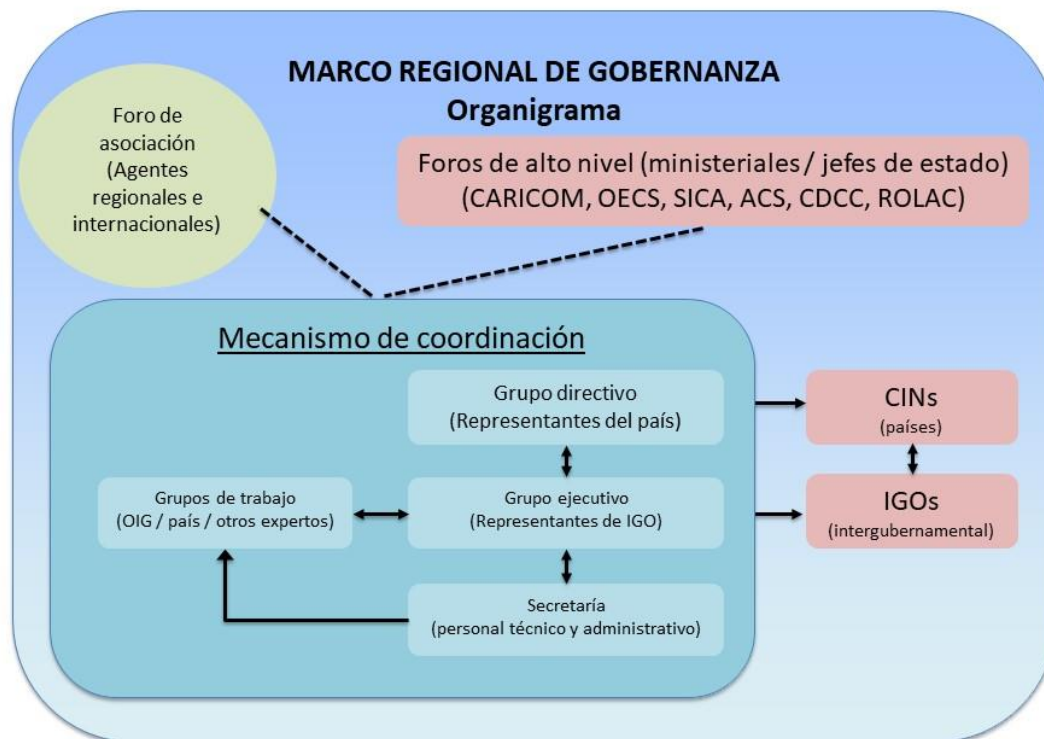 MARCO REGIONAL DE GOBERNANZA
Organigrama
Foro de
asociación
(Agentes
regionales e
internacionales)
Foros de alto nivel (ministeriales / jefes de estado)
(CARICOM, OECS, SICA, ACS, CDCC, ROLAC)
Mecanismo de coordinación
Grupo directivo
(Representantes del país)
CINs
(países)
Grupos de trabajo
(OIG / país / otros expertos)
Grupo ejecutivo
(Representantes de IGO)
IGOs
(intergubernamental)
Secretaría
(personal técnico y administrativo)